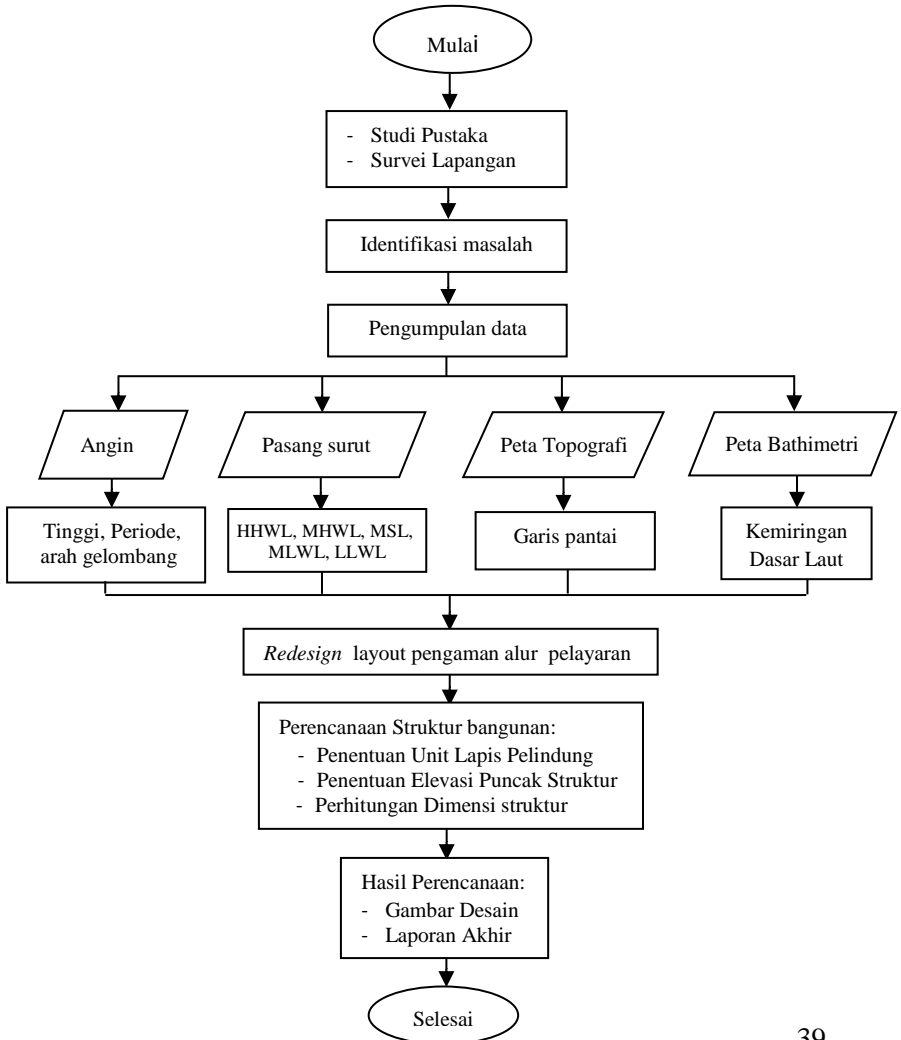 Mulai
- Studi Pustaka
- Survei Lapangan
Identifikasi masalah
Pengumpulan data
Angin
Pasang surut
Peta Topografi
Peta Bathimetri
Tinggi, Periode,
arah gelombang
HHWL, MHWL, MSL,
MLWL, LLWL
Garis pantai
Kemiringan
Dasar Laut
Redesign layout pengaman alur pelayaran
Perencanaan Struktur bangunan:
- Penentuan Unit Lapis Pelindung
- Penentuan Elevasi Puncak Struktur
- Perhitungan Dimensi struktur
Hasil Perencanaan:
- Gambar Desain
- Laporan Akhir
Selesai
39